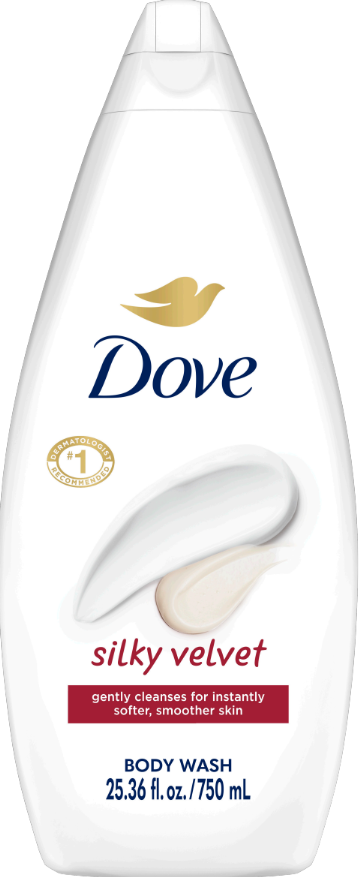 Dove
DERMATOLOGIST
#1
RECOMMENDED
silky velvet
gently cleanses for instantly
softer, smoother skin
BODY WASH
25.36 fl. oz. / 750 mL